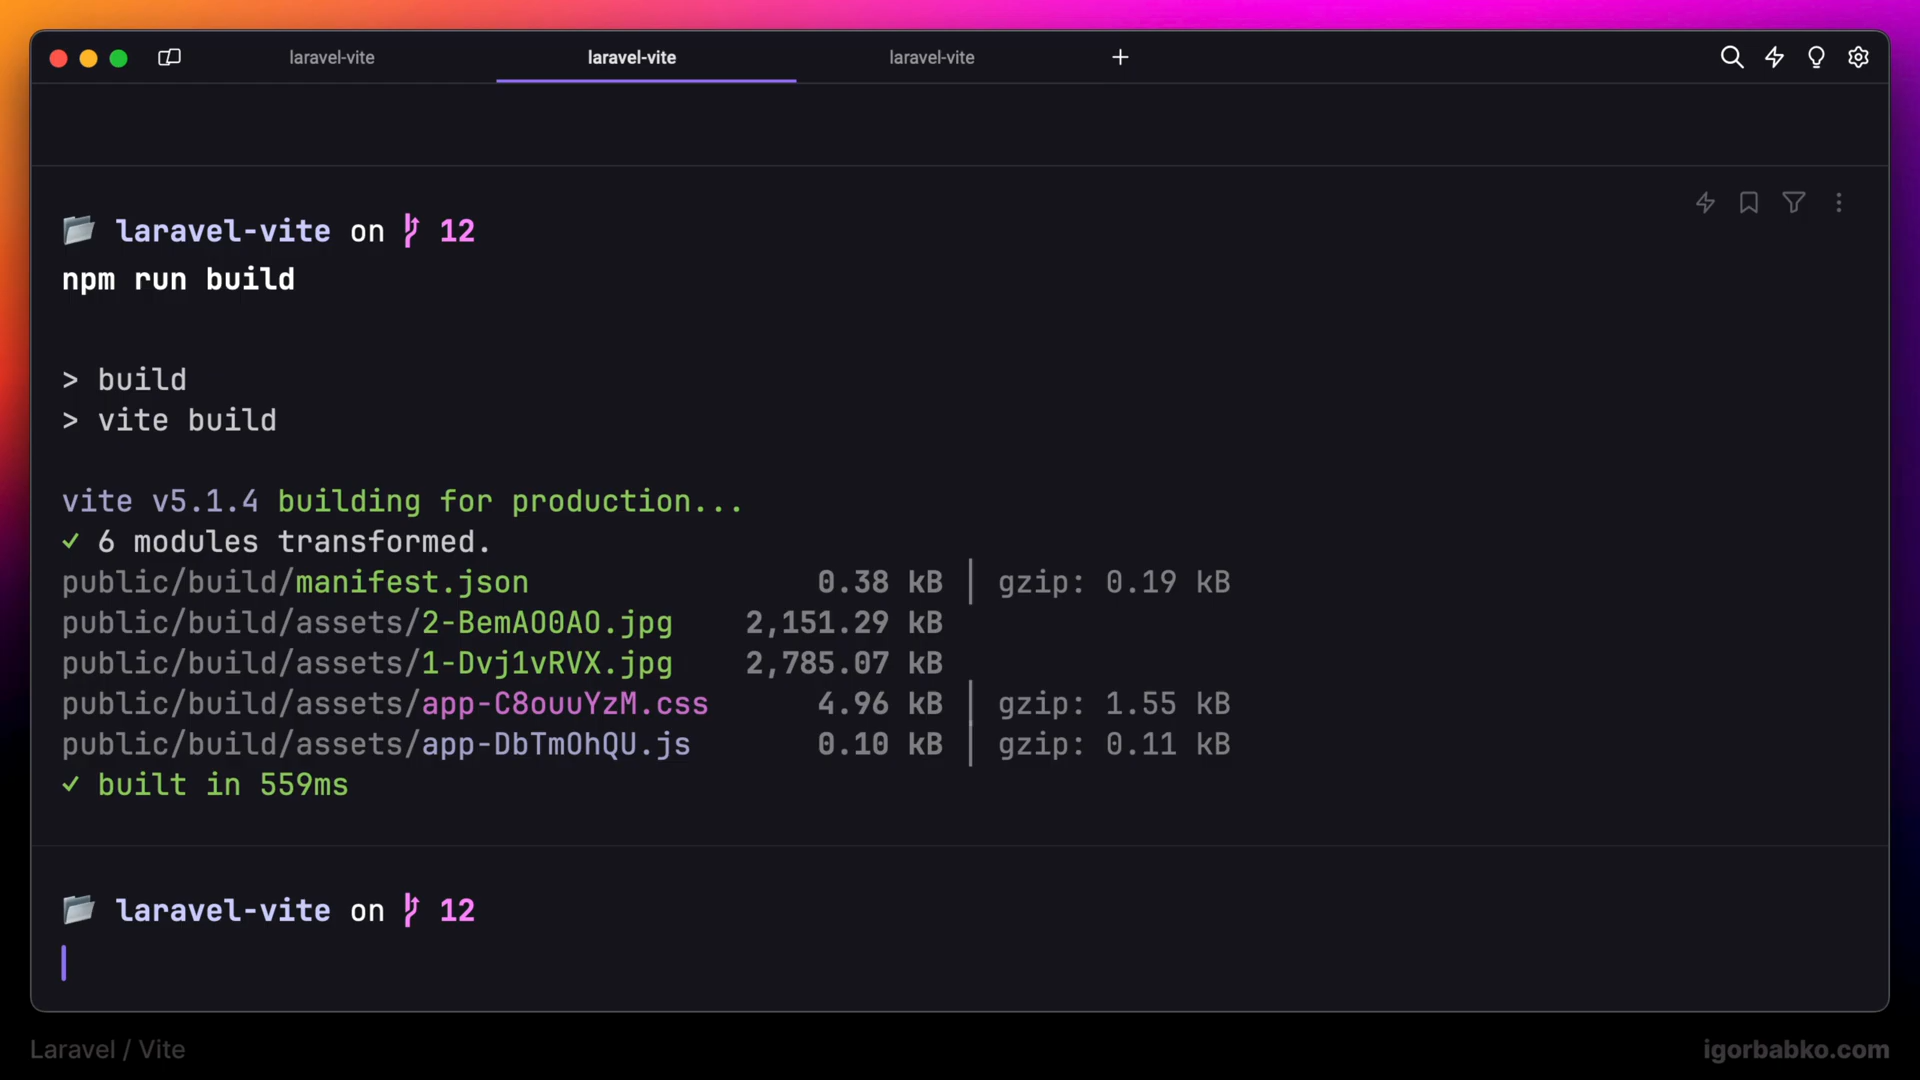 laravel-vite laravel-vite laravel-vite
laravel-vite on 12
npm run build
> build
> vite build
vite v5.1.4 building for production...
✓ 6 modules transformed.
public/build/manifest.json 0.38 kB │ gzip: 0.19 kB
public/build/assets/2-BemAO0AO.jpg 2,151.29 kB
public/build/assets/1-Dvj1vRVX.jpg 2,785.07 kB
public/build/assets/app-C8ouuYzM.css 4.96 kB │ gzip: 1.55 kB
public/build/assets/app-DbTmOhQU.js 0.10 kB │ gzip: 0.11 kB
✓ built in 559ms
laravel-vite on 12
Laravel / Vite
igorbabko.com